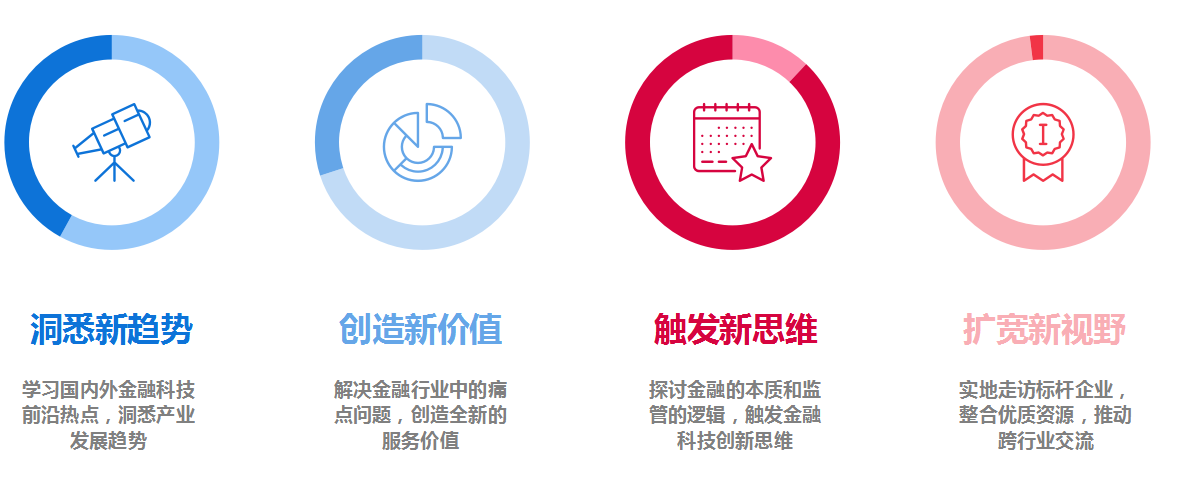 洞悉新趋势
学习国内外金融科技
前沿热点，洞悉产业
发展趋势
创造新价值
解决金融行业中的痛
点问题，创造全新的
服务价值
触发新思维
探讨金融的本质和监
管的逻辑，触发金融
科技创新思维
扩宽新视野
实地走访标杆企业，
整合优质资源，推动
跨行业交流